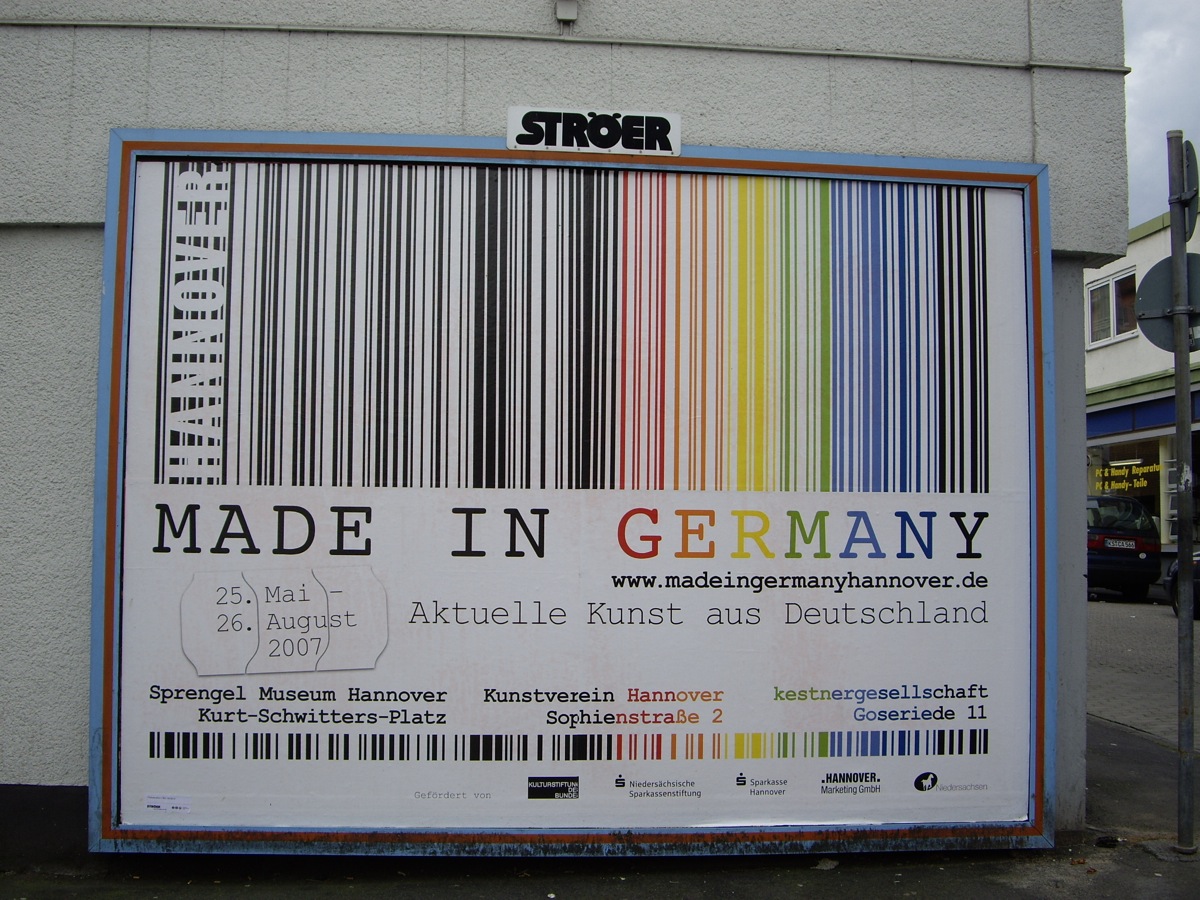 STRÖER
HANNOVER
MADE IN GERMANY
www.madeingermanyhannover.de
25. Mai –
26. August
2007
Aktuelle Kunst aus Deutschland
Sprengel Museum Hannover
Kurt-Schwitters-Platz
Kunstverein Hannover
Sophienstraße 2
kestnergesellschaft
Goseriede 11
Gefördert von
KULTURSTIFTUNG
DES
BUNDES
Niedersächsische
Sparkassenstiftung
Sparkasse
Hannover
.HANNOVER.
Marketing GmbH
Niedersachsen
PC & Handy Reparatu
PC & Handy-Teile